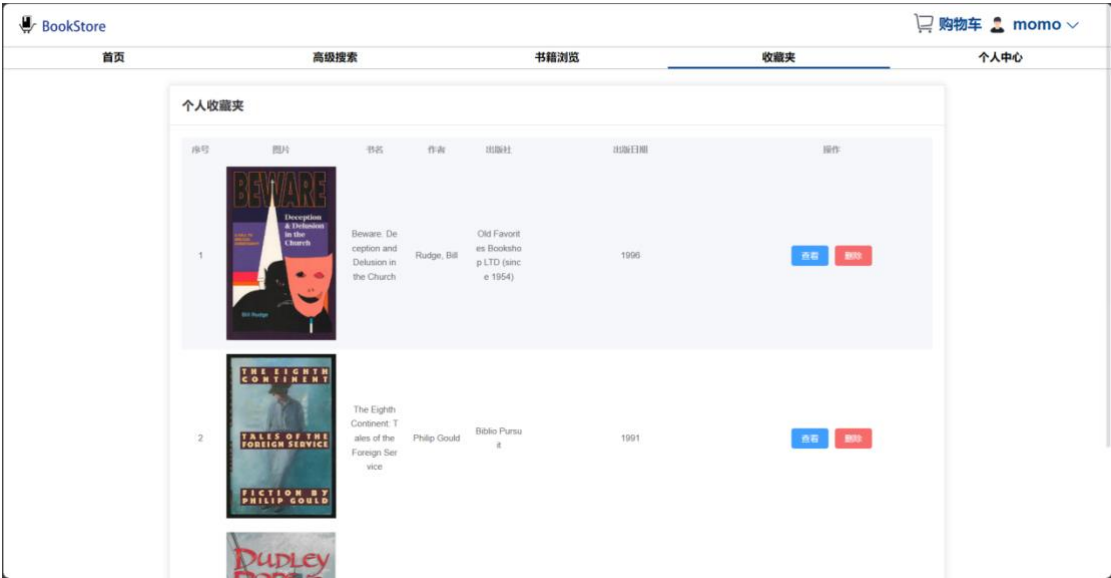 BookStore
购物车 momo
首页 高级搜索 书籍浏览 收藏夹 个人中心
个人收藏夹
序号 图片 书名 作者 出版社 出版日期 操作
BEWARE
Deception
& Delusion
in the
Church
Bill Rudge
1
Beware. De
ception and
Delusion in
the Church
Rudge, Bill
Old Favorit
es Booksho
p LTD (sinc
e 1954)
1996
查看 删除
THE EIGHTH
CONTINENT
TALES OF THE
FOREIGN SERVICE
FICTION BY
PHILIP GOULD
2
The Eighth
Continent. T
ales of the
Foreign Ser
vice
Philip Gould
Biblio Pursu
it
1991
查看 删除
DUDLEY